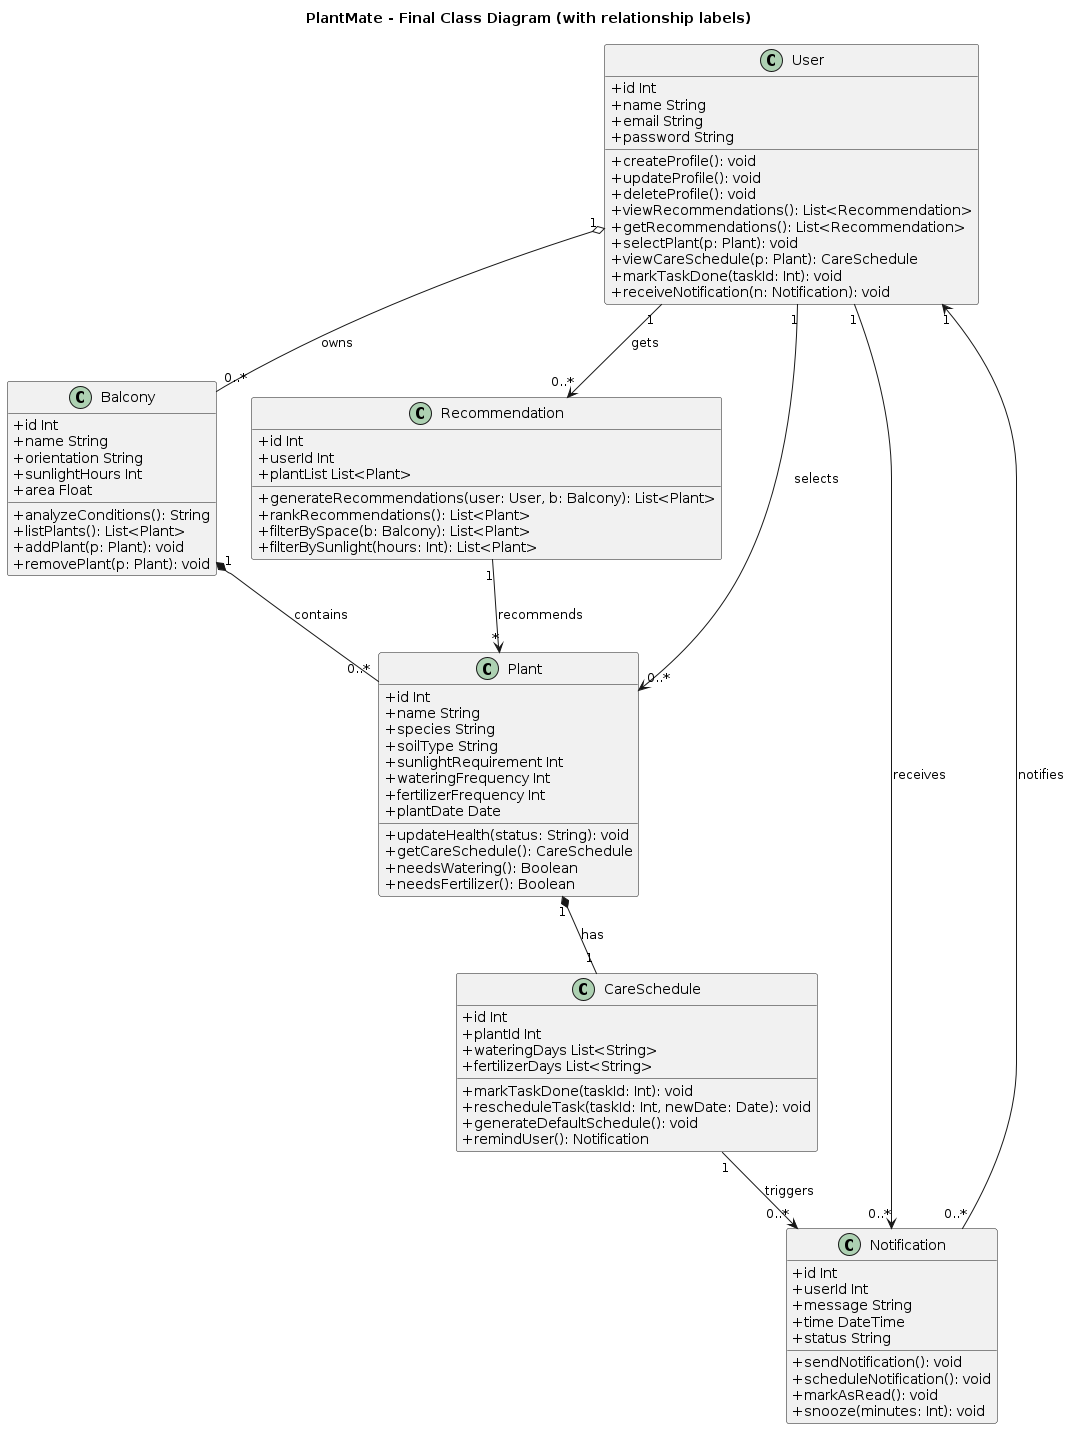 PlantMate - Final Class Diagram (with relationship labels)
C User
+id Int
+name String
+email String
+password String
+createProfile(): void
+updateProfile(): void
+deleteProfile(): void
+viewRecommendations(): List<Recommendation>
+getRecommendations(): List<Recommendation>
+selectPlant(p: Plant): void
+viewCareSchedule(p: Plant): CareSchedule
+markTaskDone(taskId: Int): void
+receiveNotification(n: Notification): void
1
1
1
1
1
owns
gets
0..*
0..*
C Balcony
+id Int
+name String
+orientation String
+sunlightHours Int
+area Float
+analyzeConditions(): String
+listPlants(): List<Plant>
+addPlant(p: Plant): void
+removePlant(p: Plant): void
C Recommendation
+id Int
+userId Int
+plantList List<Plant>
+generateRecommendations(user: User, b: Balcony): List<Plant>
+rankRecommendations(): List<Plant>
+filterBySpace(b: Balcony): List<Plant>
+filterBySunlight(hours: Int): List<Plant>
selects
1
1
contains
recommends
0..*
*
0..*
C Plant
+id Int
+name String
+species String
+soilType String
+sunlightRequirement Int
+wateringFrequency Int
+fertilizerFrequency Int
+plantDate Date
+updateHealth(status: String): void
+getCareSchedule(): CareSchedule
+needsWatering(): Boolean
+needsFertilizer(): Boolean
receives
notifies
1
has
1
C CareSchedule
+id Int
+plantId Int
+wateringDays List<String>
+fertilizerDays List<String>
+markTaskDone(taskId: Int): void
+rescheduleTask(taskId: Int, newDate: Date): void
+generateDefaultSchedule(): void
+remindUser(): Notification
1
triggers
0..*
0..*
0..*
C Notification
+id Int
+userId Int
+message String
+time DateTime
+status String
+sendNotification(): void
+scheduleNotification(): void
+markAsRead(): void
+snooze(minutes: Int): void